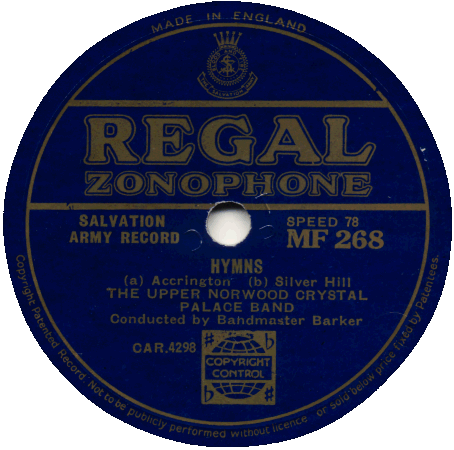 MADE IN ENGLAND
REGAL
ZONOPHONE
SALVATION
ARMY RECORD
SPEED 78
MF 268
HYMNS
(a) Accrington (b) Silver Hill
THE UPPER NORWOOD CRYSTAL
PALACE BAND
Conducted by Bandmaster Barker
CAR.4298
COPYRIGHT
CONTROL
Copyright Patented Record. Not to be publicly performed without licence or sold below price fixed by Patentees.